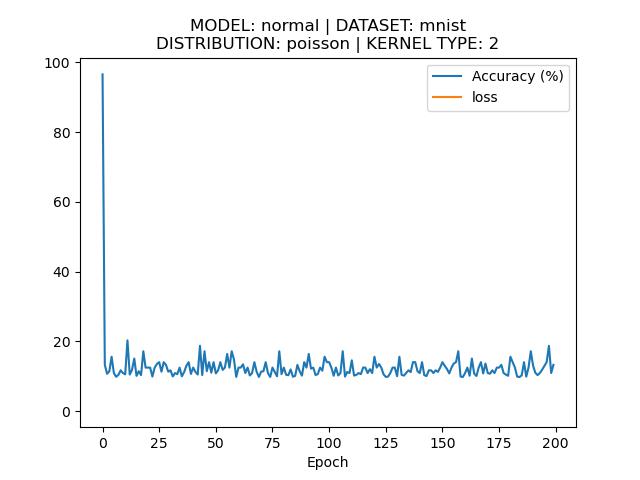 MODEL: normal | DATASET: mnist
DISTRIBUTION: poisson | KERNEL TYPE: 2
100
80
60
40
20
0
Accuracy (%)
loss
0 25 50 75 100 125 150 175 200
Epoch